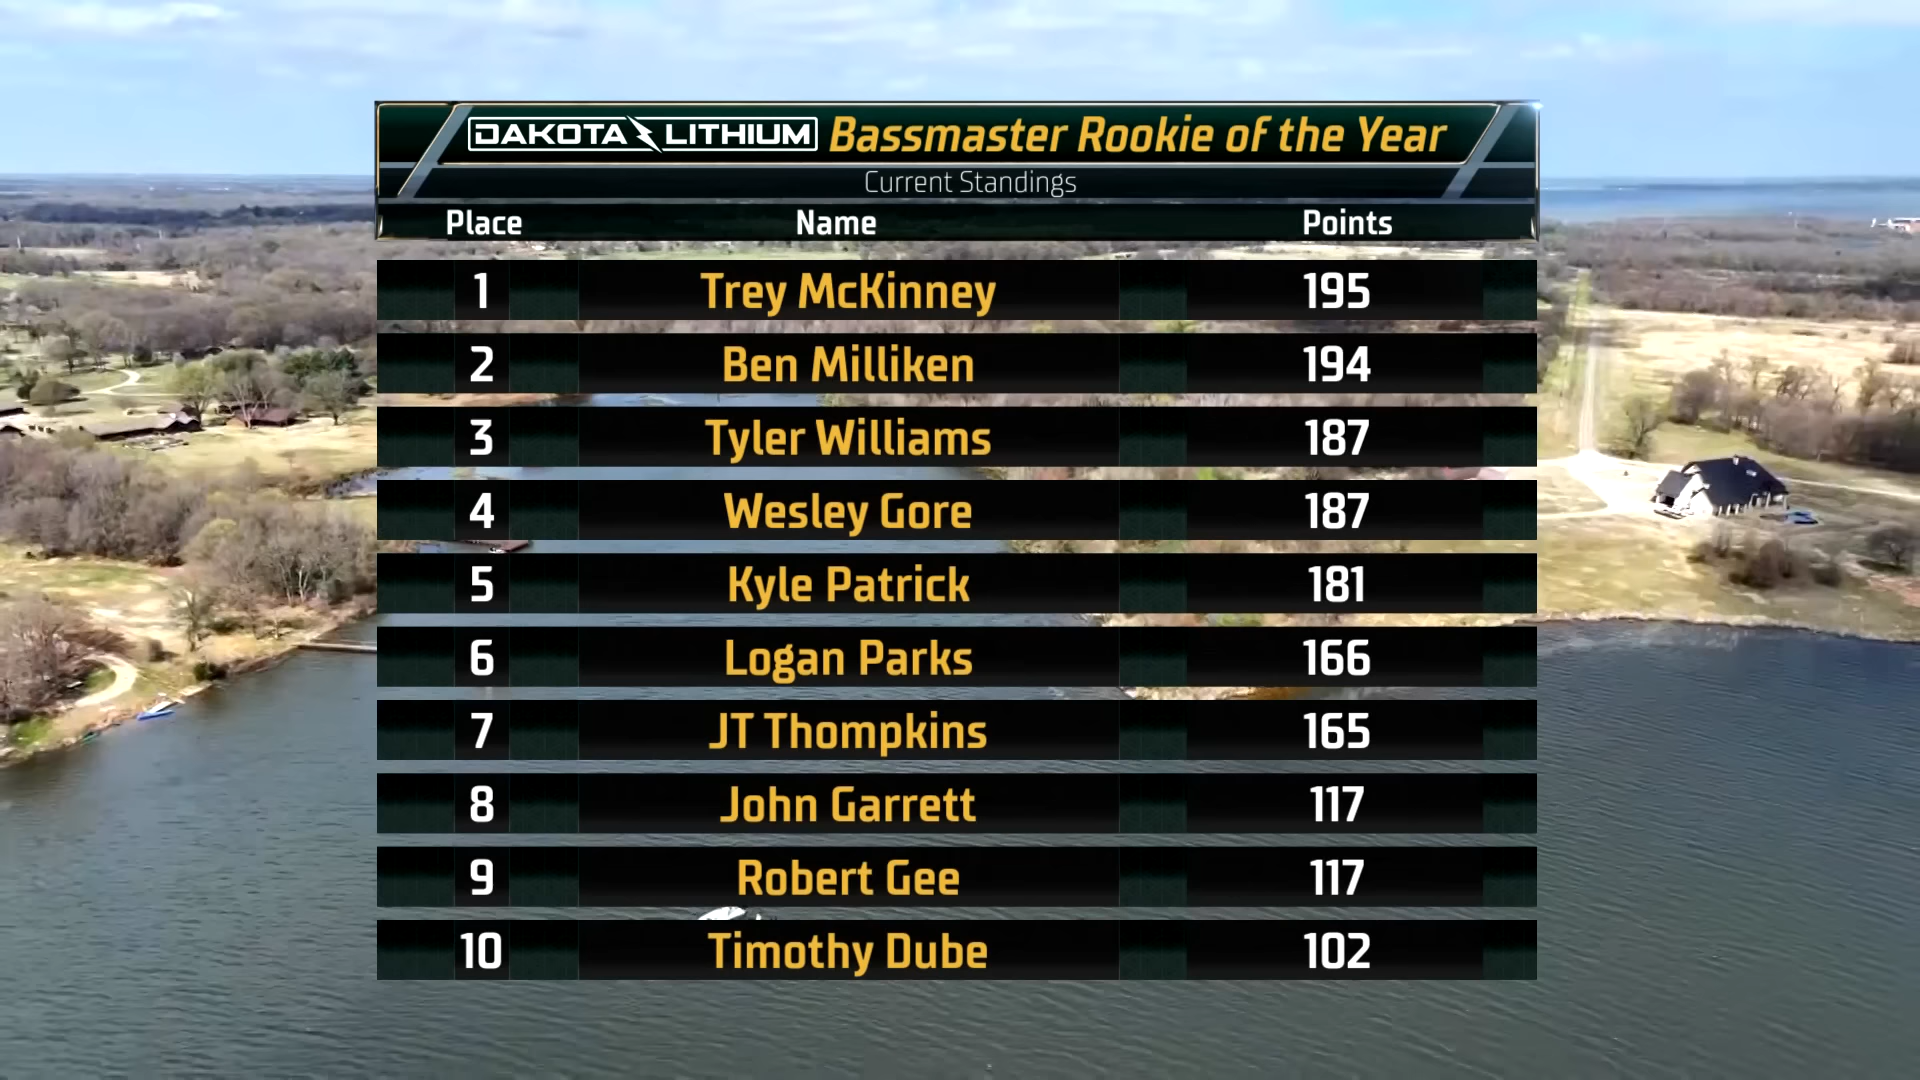 DAKOTA LITHIUM Bassmaster Rookie of the Year
Current Standings
Place Name Points
1 Trey McKinney 195
2 Ben Milliken 194
3 Tyler Williams 187
4 Wesley Gore 187
5 Kyle Patrick 181
6 Logan Parks 166
7 JT Thompkins 165
8 John Garrett 117
9 Robert Gee 117
10 Timothy Dube 102